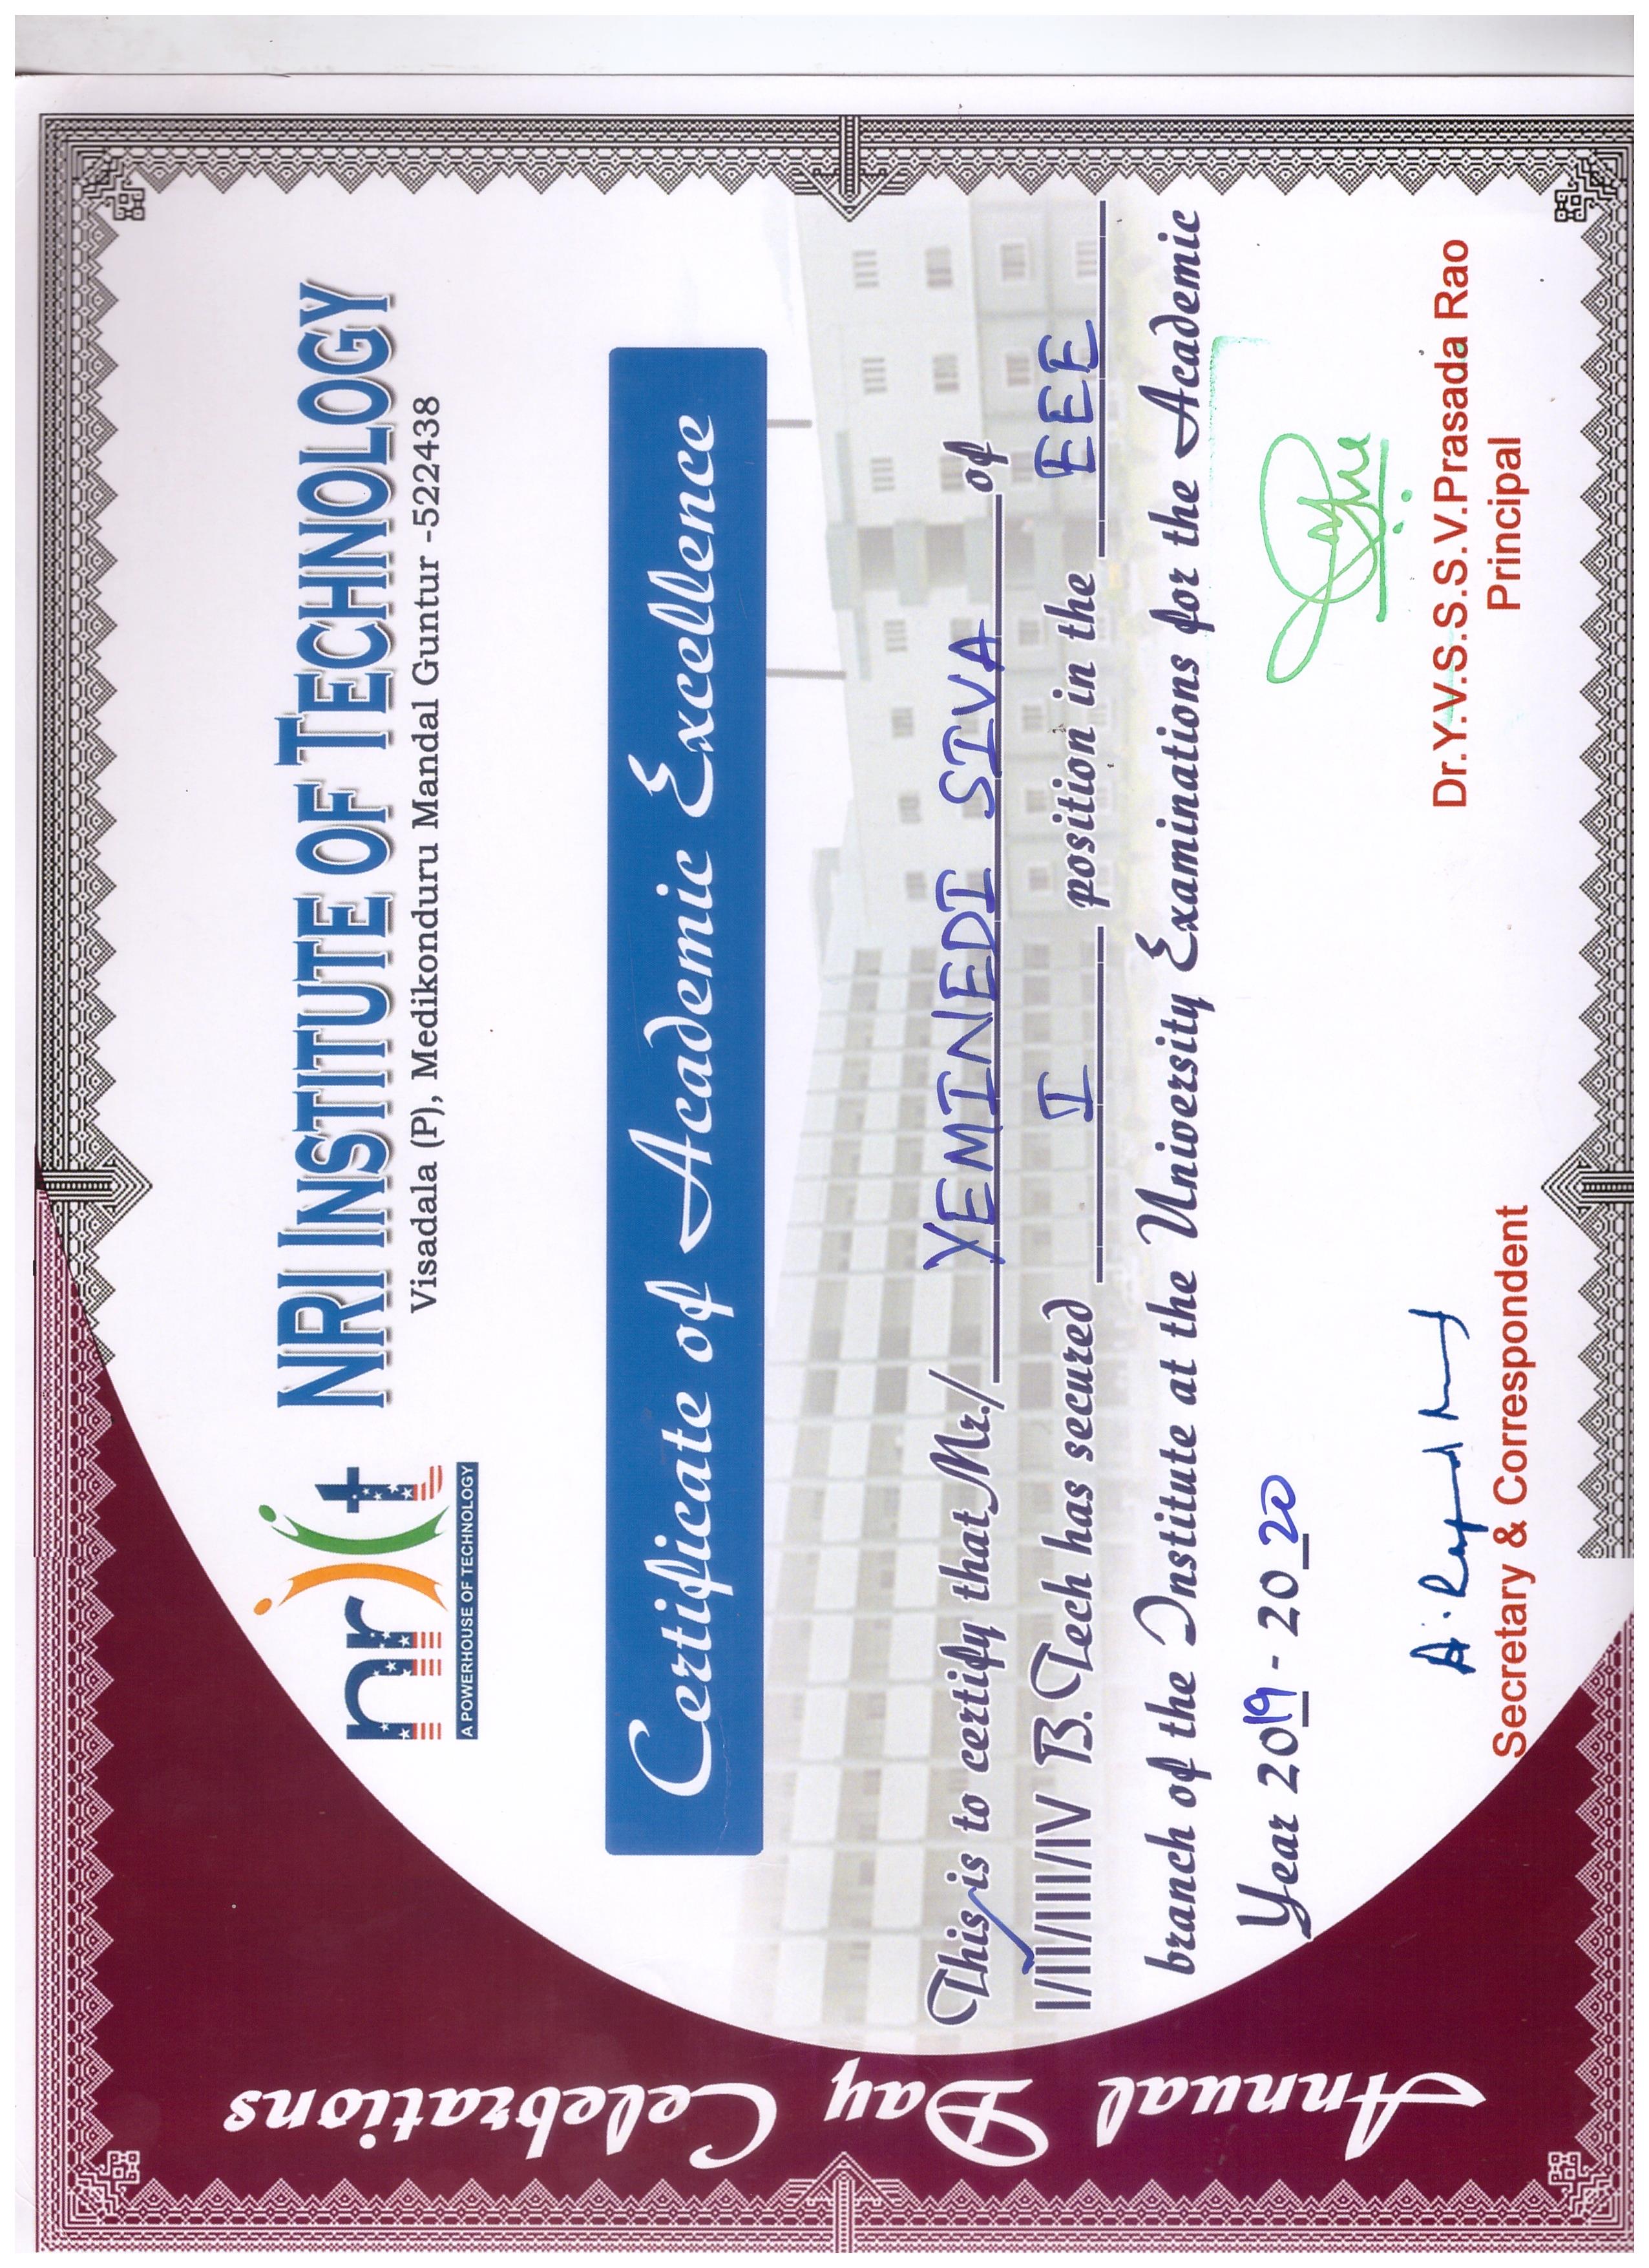 Annual Day Celebrations
nriit
A POWERHOUSE OF TECHNOLOGY
NRI INSTITUTE OF TECHNOLOGY
Visadala (P), Medikonduru Mandal Guntur -522438
Certificate of Academic Excellence
This is to certify that Mr./ YEMINEDI SIVA of
I/II/III/IV B.Tech has secured I position in the EEE
branch of the Institute at the University Examinations for the Academic
Year 2019 - 2020
Secretary & Correspondent
Dr.Y.V.S.S.S.V.Prasada Rao
Principal